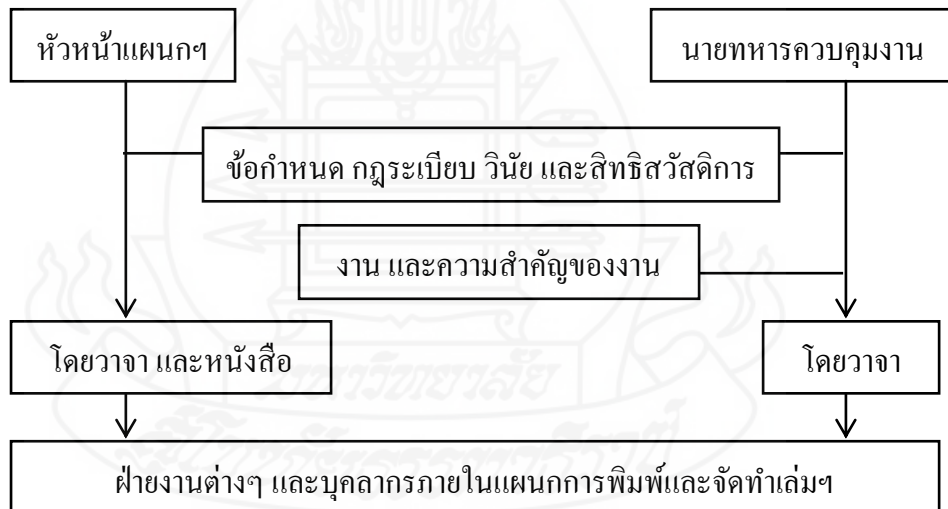 หัวหน้าแผนกฯ
นายทหารควบคุมงาน
ข้อกำหนด กฎระเบียบ วินัย และสิทธิสวัสดิการ
งาน และความสำคัญของงาน
โดยวาจา และหนังสือ
โดยวาจา
ฝ่ายงานต่างๆ และบุคลากรภายในแผนกการพิมพ์และจัดทำเล่มฯ